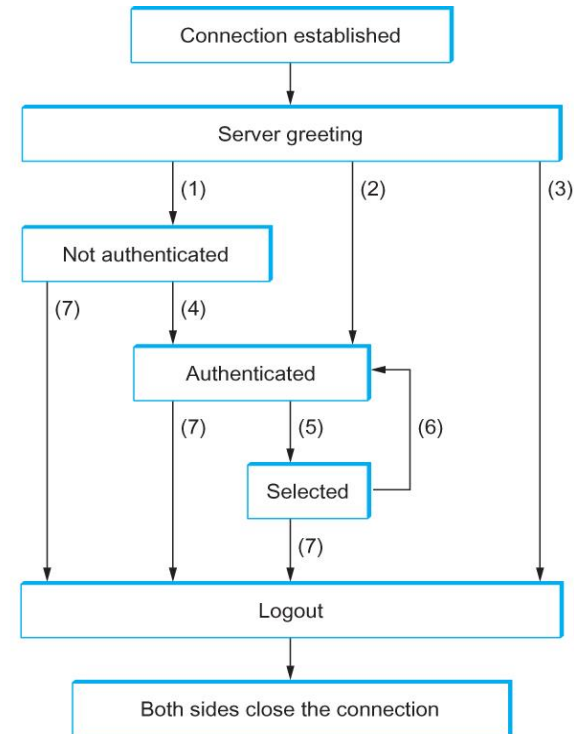 Connection established
Server greeting
(1)
(2)
(3)
Not authenticated
(7)
(4)
Authenticated
(7)
(5)
(6)
Selected
(7)
Logout
Both sides close the connection